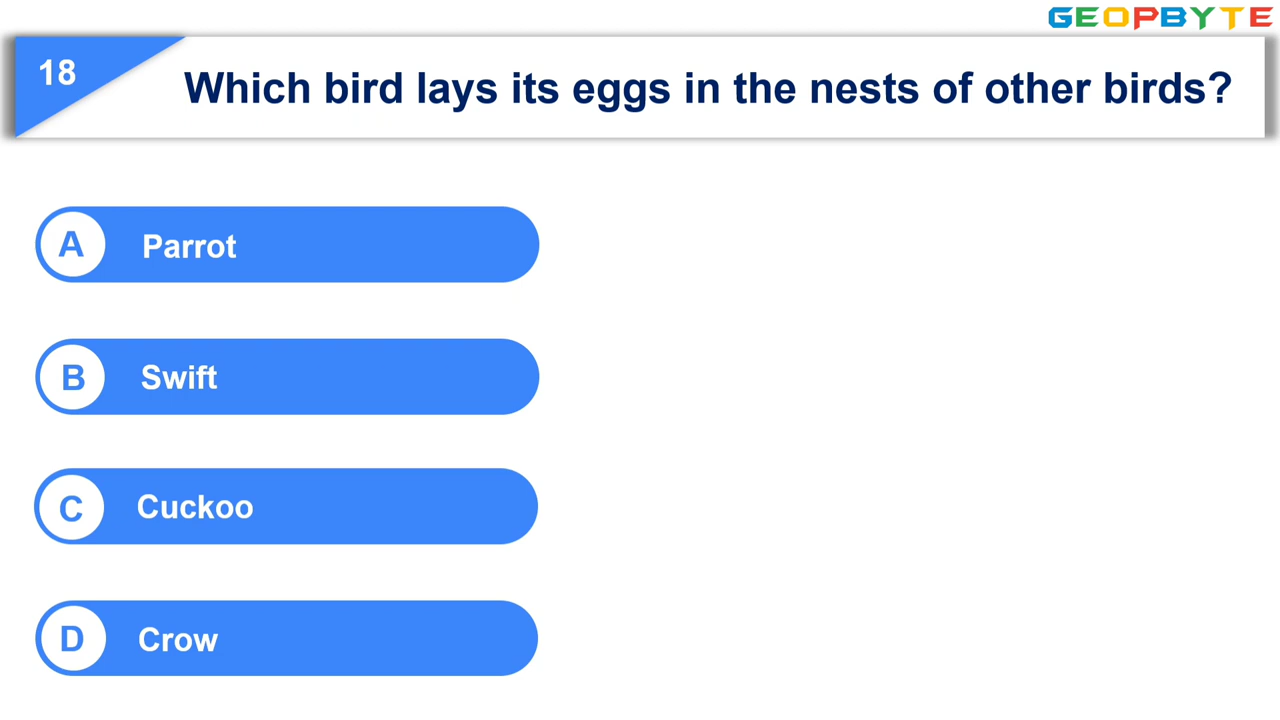 GEOPBYTE
18
Which bird lays its eggs in the nests of other birds?
A Parrot
B Swift
C Cuckoo
D Crow